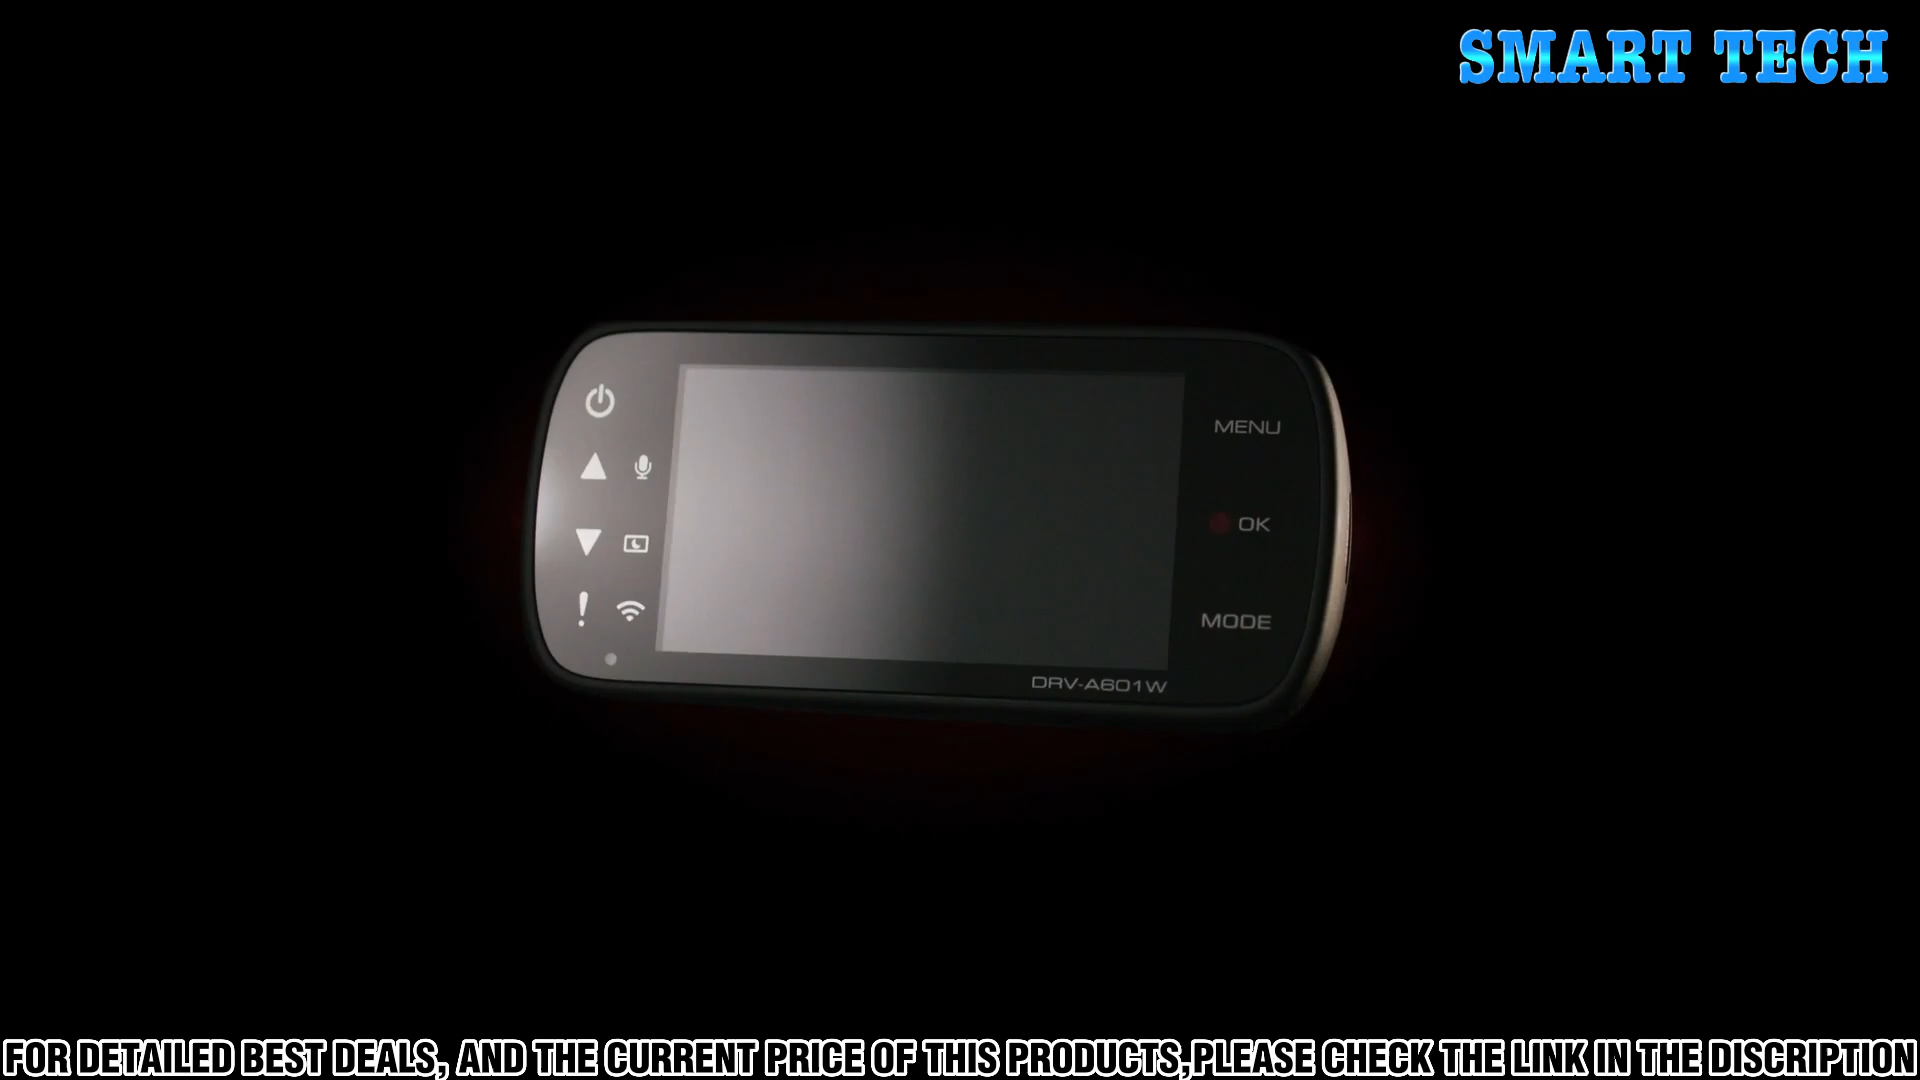 SMART TECH
MENU
OK
MODE
DRV-A601W
FOR DETAILED BEST DEALS, AND THE CURRENT PRICE OF THIS PRODUCTS,PLEASE CHECK THE LINK IN THE DISCRIPTION